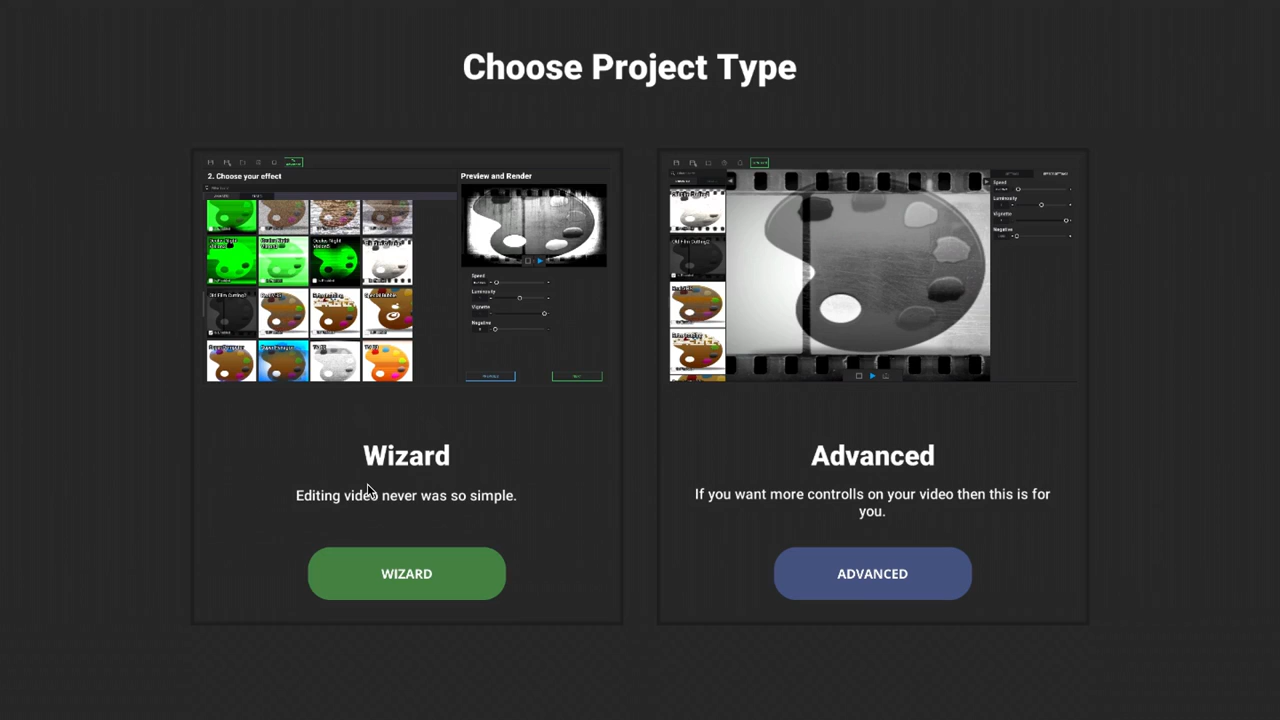 Choose Project Type
2. Choose your effect
Preview and Render
Speed
Luminosity
Vignette
Negative
Speed
Luminosity
Vignette
Negative
Wizard
Editing video never was so simple.
WIZARD
Advanced
If you want more controlls on your video then this is for
you.
ADVANCED